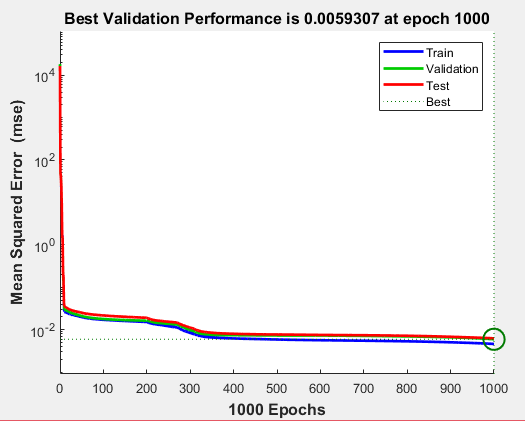 Best Validation Performance is 0.0059307 at epoch 1000
Train
Validation
Test
Best
Mean Squared Error (mse)
10^4
10^2
10^0
10^-2
0 100 200 300 400 500 600 700 800 900 1000
1000 Epochs